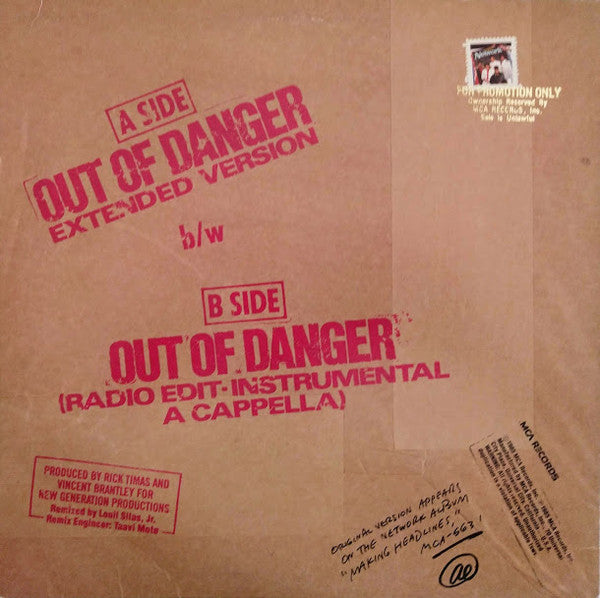 Network
FOR PROMOTION ONLY
Ownership Reserved By
MCA RECORDS, Inc.
Sale is Unlawful
A SIDE
OUT OF DANGER
EXTENDED VERSION
b/w
B SIDE
OUT OF DANGER
(RADIO EDIT-INSTRUMENTAL
A CAPPELLA)
PRODUCED BY RICK TIMAS AND
VINCENT BRANTLEY FOR
NEW GENERATION PRODUCTIONS
Remixed by Louil Silas, Jr.
Remix Engineer: Taavi Mote
ORIGINAL VERSION APPEARS
ON THE NETWORK ALBUM
"MAKING HEADLINES,"
MCA-663
MCA RECORDS